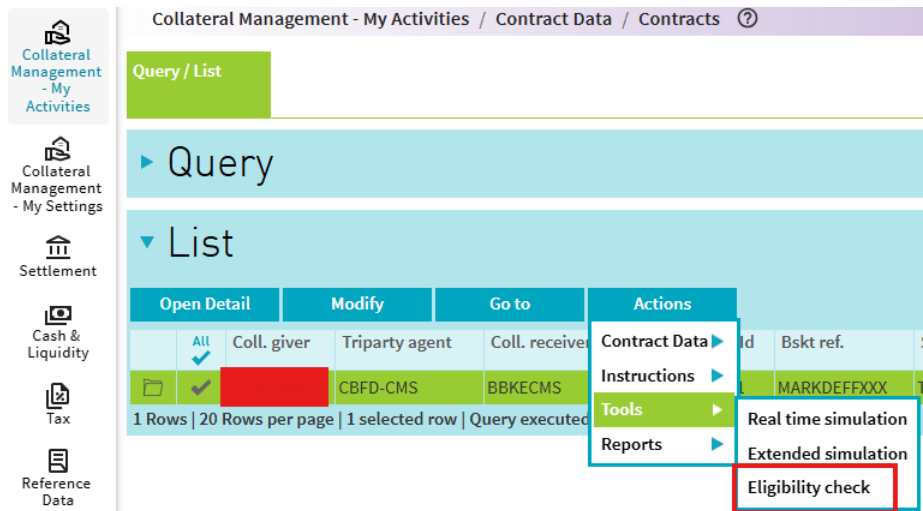 Collateral Management - My Activities / Contract Data / Contracts ?
Collateral
Management
- My
Activities
Collateral
Management
- My Settings
Settlement
Cash &
Liquidity
Tax
Reference
Data
Query / List
Query
List
Open Detail Modify Go to Actions
All Coll. giver Triparty agent Coll. receiver Id Bskt ref.
CBFD-CMS BBKECMS MARKDEFFXXX
1 Rows | 20 Rows per page | 1 selected row | Query executed
Contract Data
Instructions
Tools
Reports
Real time simulation
Extended simulation
Eligibility check